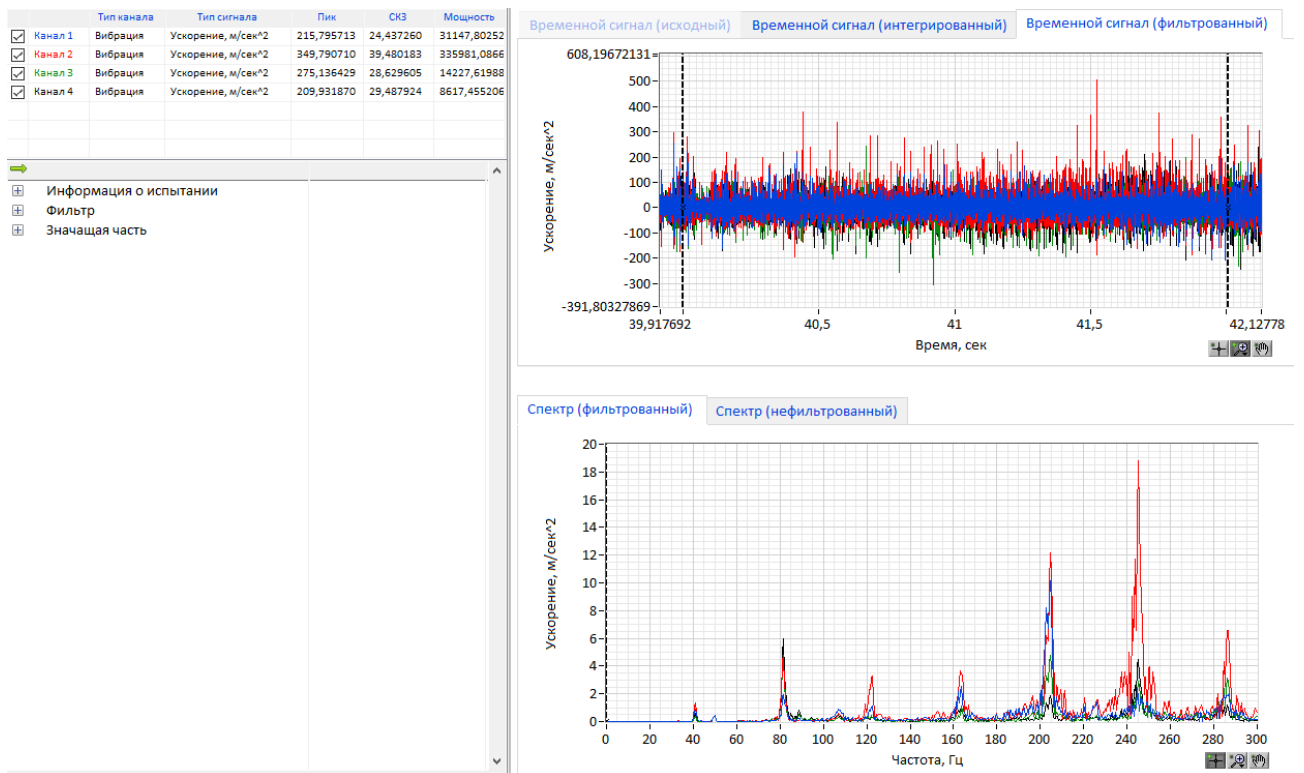 Тип канала Тип сигнала Пик СКЗ Мощность
Канал 1 Вибрация Ускорение, м/сек^2 215,795713 24,437260 31147,80252
Канал 2 Вибрация Ускорение, м/сек^2 349,790710 39,480183 335981,0866
Канал 3 Вибрация Ускорение, м/сек^2 275,136429 28,629605 14227,61988
Канал 4 Вибрация Ускорение, м/сек^2 209,931870 29,487924 8617,455206
Информация о испытании
Фильтр
Значащая часть
Временной сигнал (исходный) Временной сигнал (интегрированный) Временной сигнал (фильтрованный)
608,19672131
500
400
300
200
100
0
-100
-200
-300
-391,80327869
Ускорение, м/сек^2
39,917692 40,5 41 41,5 42,12778
Время, сек
Спектр (фильтрованный) Спектр (нефильтрованный)
20
18
16
14
12
10
8
6
4
2
0
Ускорение, м/сек^2
0 20 40 60 80 100 120 140 160 180 200 220 240 260 280 300
Частота, Гц